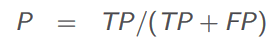 P = TP/(TP + FP)